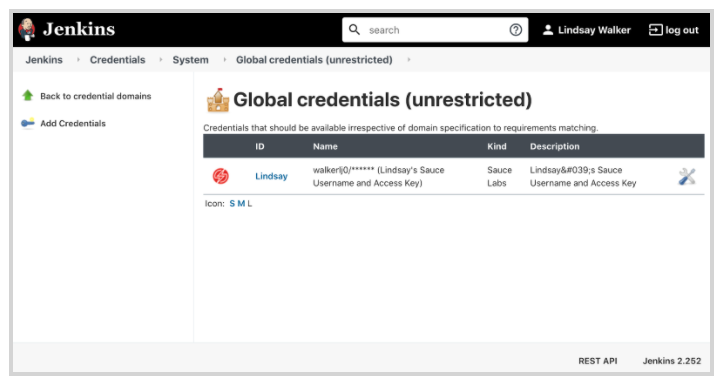 Jenkins
search
Lindsay Walker
log out
Jenkins
Credentials
System
Global credentials (unrestricted)
Back to credential domains
Add Credentials
Global credentials (unrestricted)
Credentials that should be available irrespective of domain specification to requirements matching.
ID Name Kind Description
Lindsay
walkerlj0/****** (Lindsay's Sauce
Username and Access Key)
Sauce
Labs
Lindsay&#039;s Sauce
Username and Access Key
Icon: S M L
REST API Jenkins 2.252